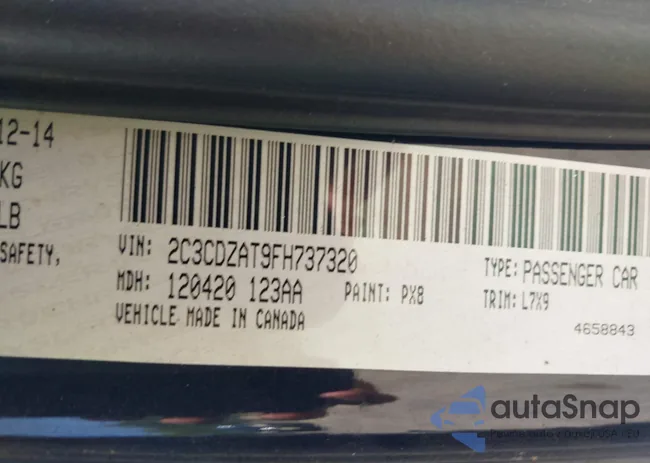 12-14
KG
LB
SAFETY,
VIN: 2C3CDZAT9FH737320
TYPE: PASSENGER CAR
MDH: 120420 123AA
PAINT: PX8
TRIM: L7X9
VEHICLE MADE IN CANADA
4658843
autaSnap